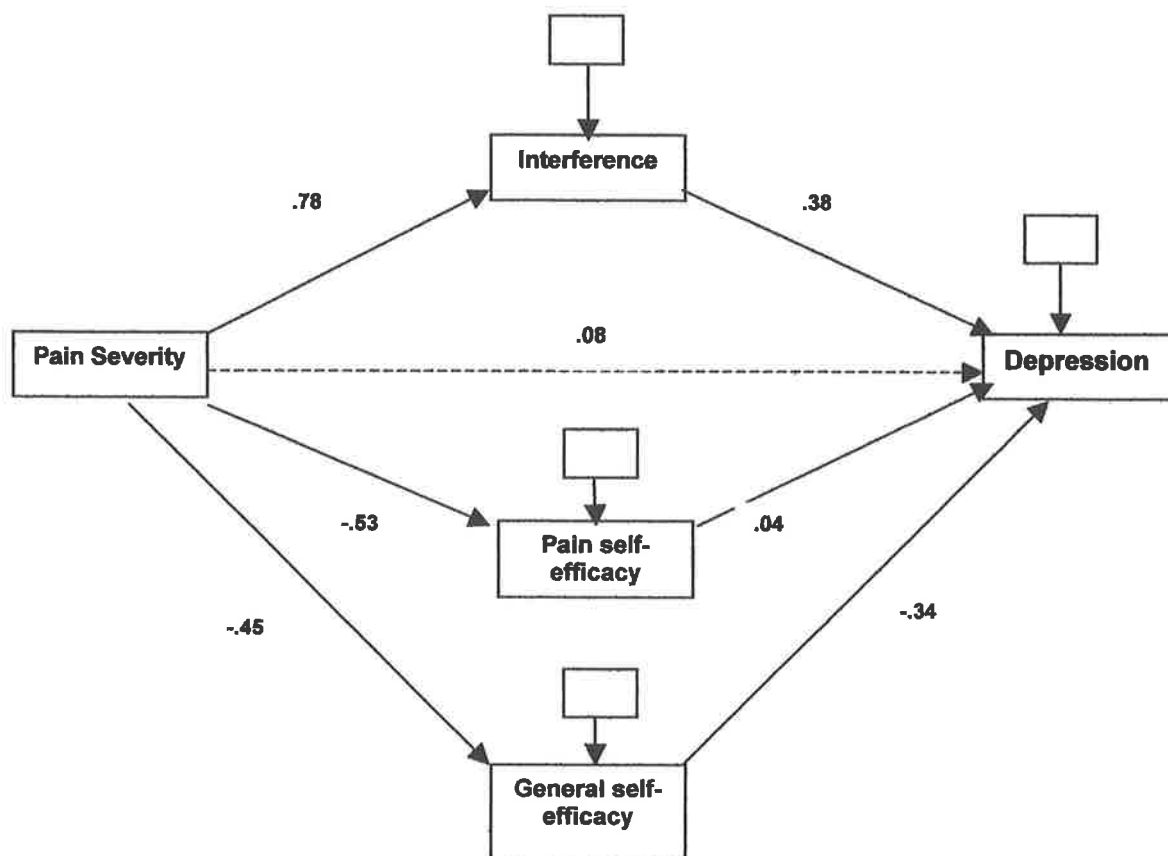 Interference
.78
.38
.08
Pain Severity
Depression
-.53
.04
Pain self-
efficacy
-.45
-.34
General self-
efficacy